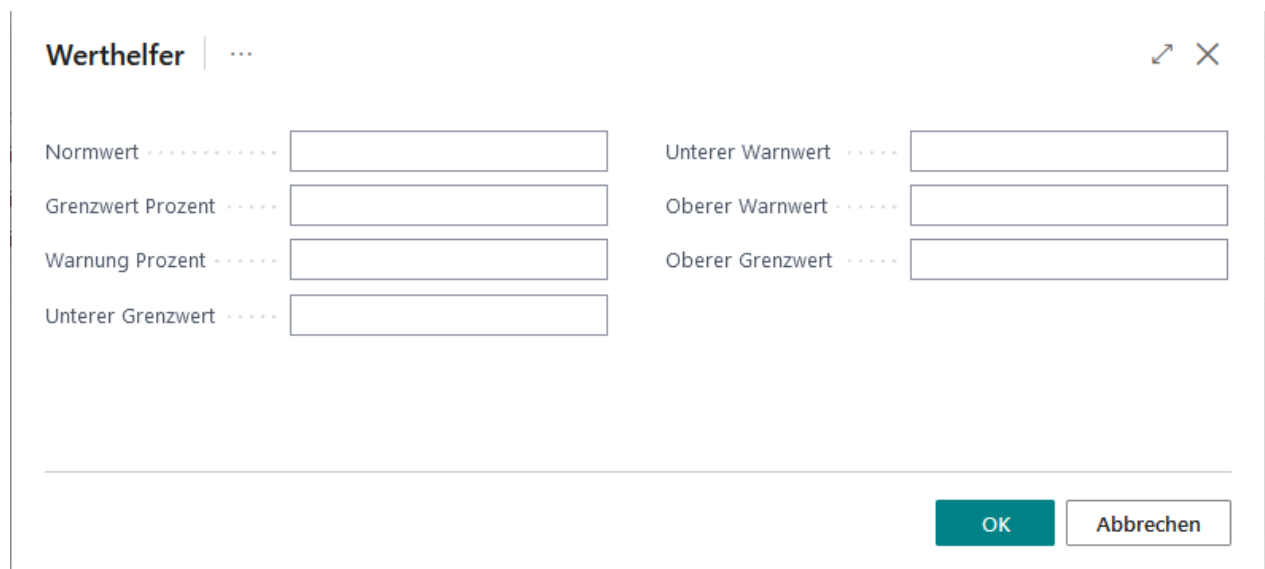 Werthelfer ...
Normwert
Grenzwert Prozent
Warnung Prozent
Unterer Grenzwert
Unterer Warnwert
Oberer Warnwert
Oberer Grenzwert
OK Abbrechen